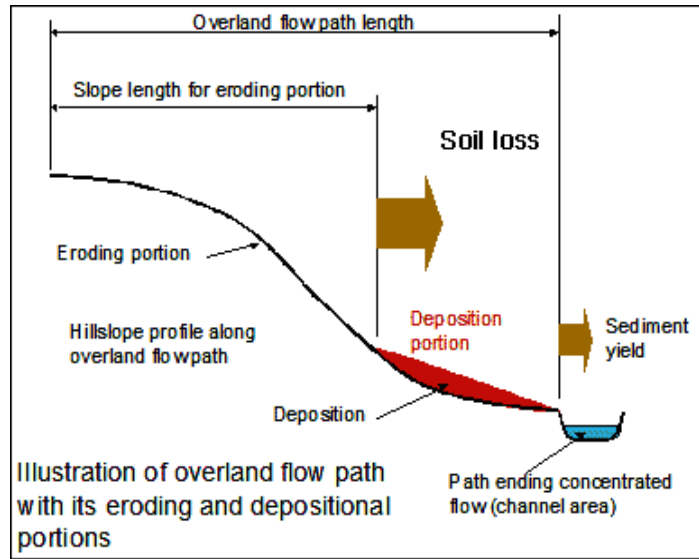 Overland flow path length
Slope length for eroding portion
Soil loss
Eroding portion
Hillslope profile along
overland flow path
Deposition
portion
Sediment
yield
Deposition
Illustration of overland flow path
with its eroding and depositional
portions
Path ending concentrated
flow (channel area)